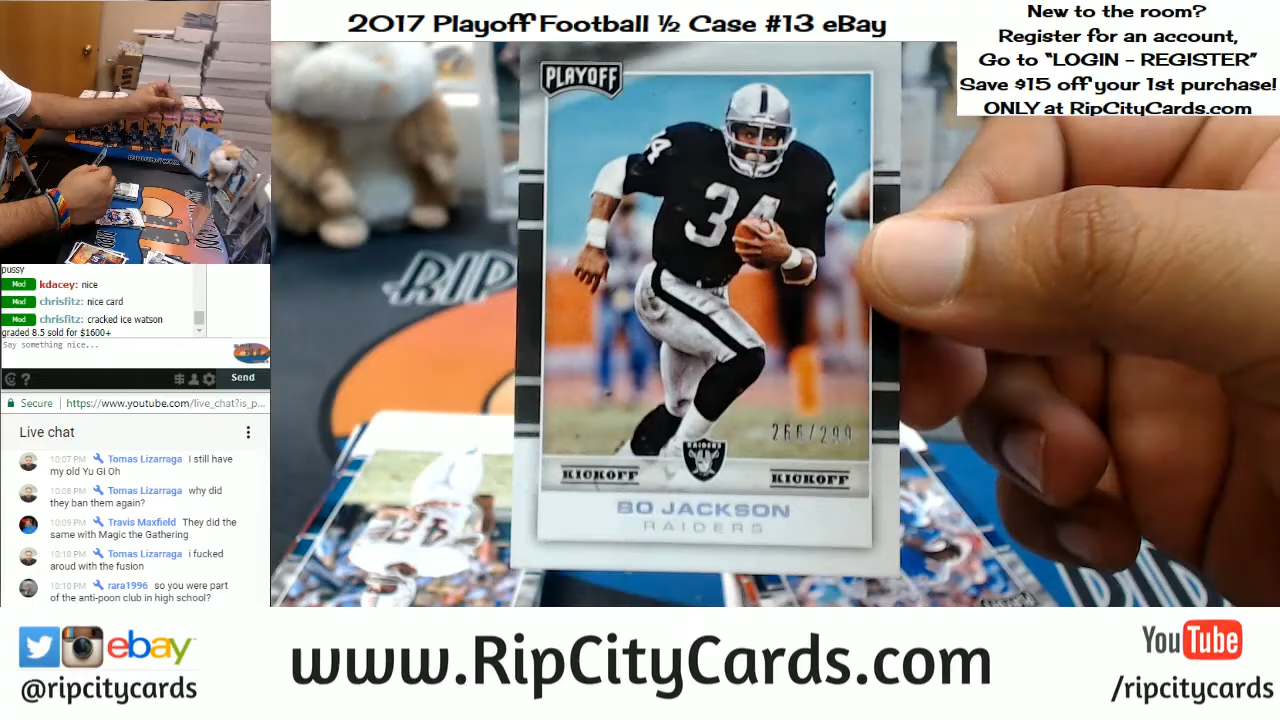 2017 Playoff Football ½ Case #13 eBay
New to the room?
Register for an account,
Go to “LOGIN - REGISTER”
Save $15 off your 1st purchase!
ONLY at RipCityCards.com
PLAYOFF
34
34
266/299
RAIDERS
KICKOFF
KICKOFF
BO JACKSON
RAIDERS
RIP
pussy
Mod kdacey: nice
Mod chrisfitz: nice card
Mod chrisfitz: cracked ice watson
graded 8.5 sold for $1600+
Say something nice...
Send
Secure https://www.youtube.com/live_chat?is_p...
Live chat
10:07 PM Tomas Lizarraga I still have
my old Yu Gi Oh
10:08 PM Tomas Lizarraga why did
they ban them again?
10:09 PM Travis Maxfield They did the
same with Magic the Gathering
10:10 PM Tomas Lizarraga i fucked
aroud with the fusion
10:10 PM rara1996 so you were part
of the anti-poon club in high school?
ebay
@ripcitycards
www.RipCityCards.com
YouTube
/ripcitycards